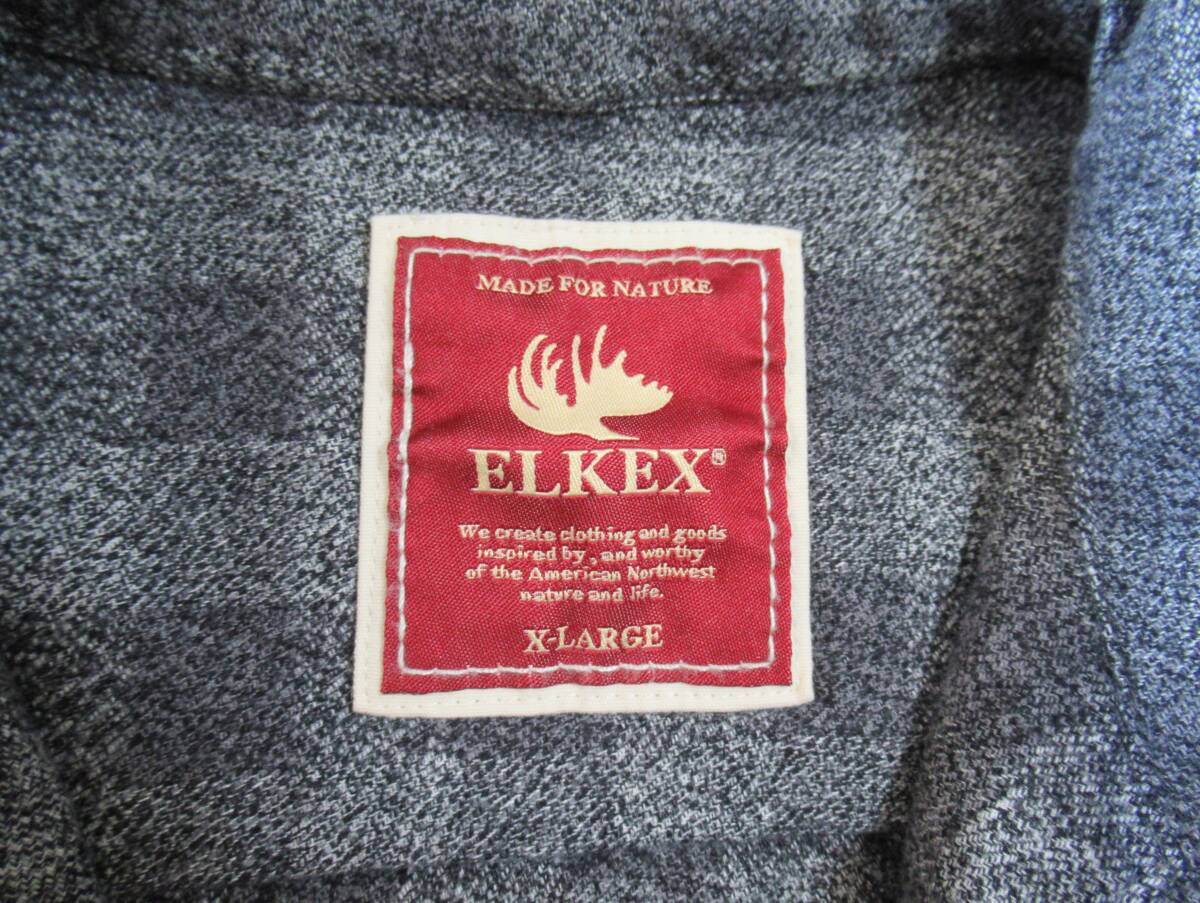 MADE FOR NATURE
ELKEX®
We create clothing and goods
inspired by , and worthy
of the American Northwest
nature and life.
X-LARGE